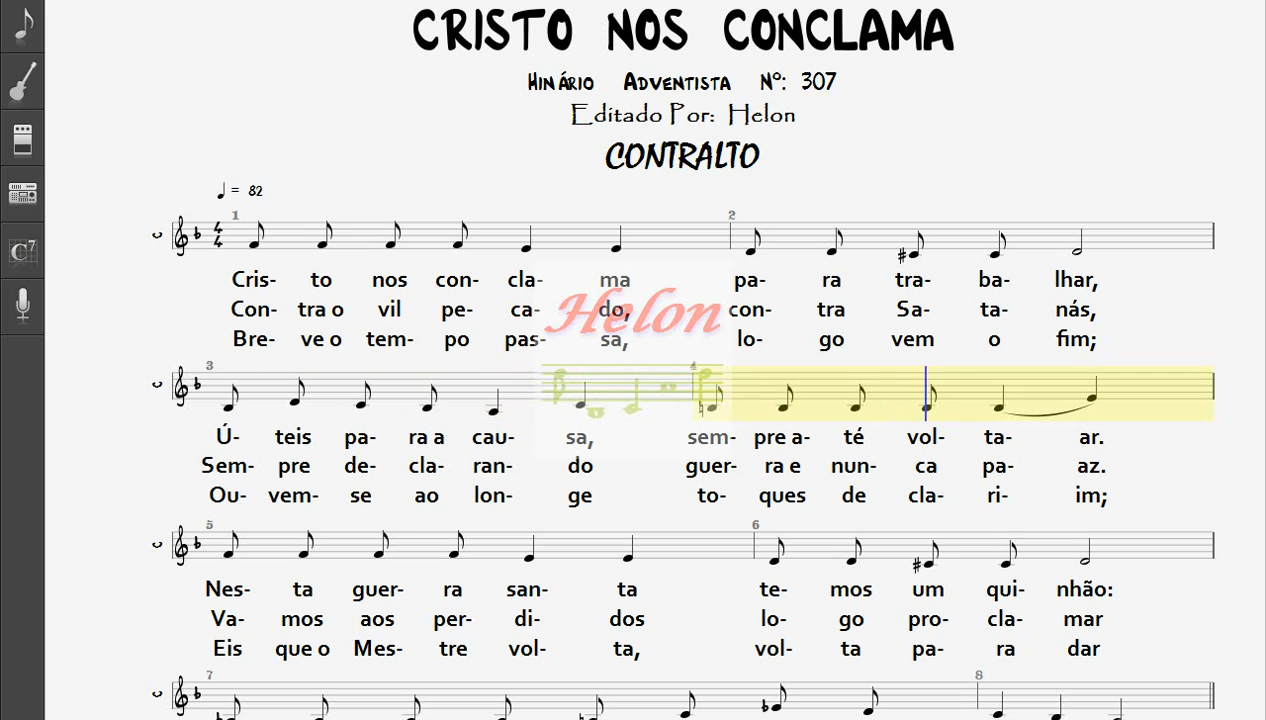 CRISTO NOS CONCLAMA
Hinário Adventista Nº: 307
Editado Por: Helon
CONTRALTO
= 82
1 2
Cris- to nos con- cla- ma pa- ra tra- ba- lhar,
Con- tra o vil pe- ca- do, con- tra Sa- ta- nás,
Bre- ve o tem- po pas- sa, lo- go vem o fim;
Helon
3 4
Ú- teis pa- ra a cau- sa, sem- pre a- té vol- ta- ar.
Sem- pre de- cla- ran- do guer- ra e nun- ca pa- az.
Ou- vem- se ao lon- ge to- ques de cla- ri- im;
5 6
Nes- ta guer- ra san- ta te- mos um qui- nhão:
Va- mos aos per- di- dos lo- go pro- cla- mar
Eis que o Mes- tre vol- ta, vol- ta pa- ra dar
7 8
C7